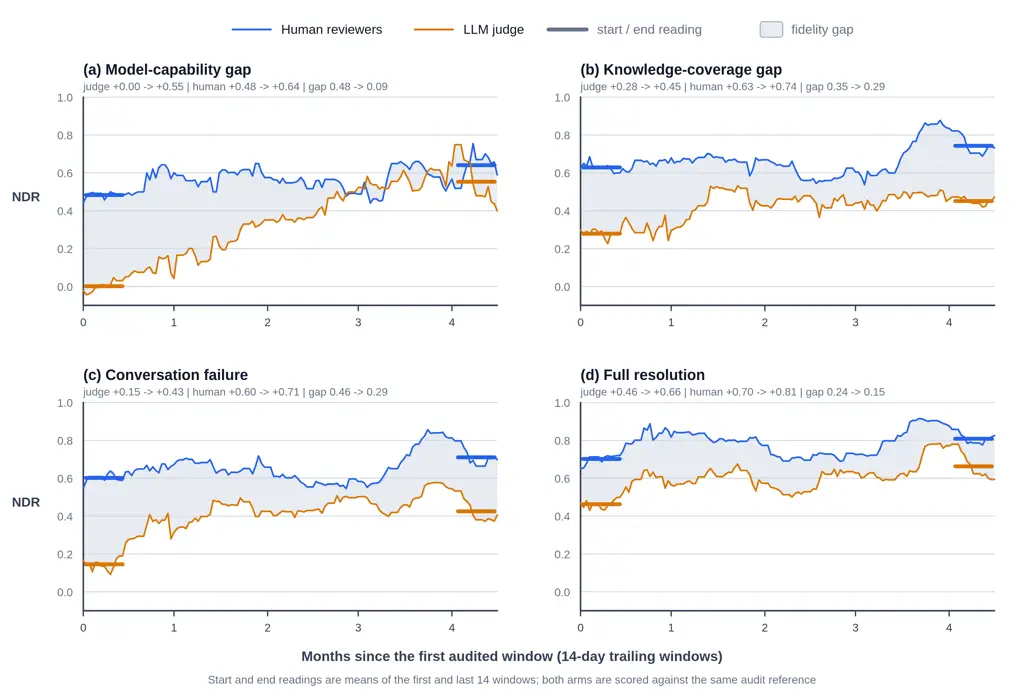 Human reviewers LLM judge start / end reading fidelity gap
(a) Model-capability gap
judge +0.00 -> +0.55 | human +0.48 -> +0.64 | gap 0.48 -> 0.09
1.0
0.8
0.6
0.4
0.2
0.0
NDR
0 1 2 3 4
(b) Knowledge-coverage gap
judge +0.28 -> +0.45 | human +0.63 -> +0.74 | gap 0.35 -> 0.29
1.0
0.8
0.6
0.4
0.2
0.0
0 1 2 3 4
(c) Conversation failure
judge +0.15 -> +0.43 | human +0.60 -> +0.71 | gap 0.46 -> 0.29
1.0
0.8
0.6
0.4
0.2
0.0
NDR
0 1 2 3 4
(d) Full resolution
judge +0.46 -> +0.66 | human +0.70 -> +0.81 | gap 0.24 -> 0.15
1.0
0.8
0.6
0.4
0.2
0.0
0 1 2 3 4
Months since the first audited window (14-day trailing windows)
Start and end readings are means of the first and last 14 windows; both arms are scored against the same audit reference